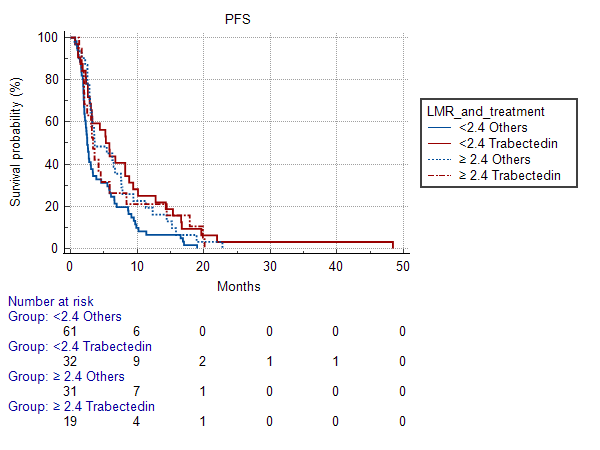 PFS
Survival probability (%)
100
80
60
40
20
0
0 10 20 30 40 50
Months
LMR_and_treatment
<2.4 Others
<2.4 Trabectedin
≥ 2.4 Others
≥ 2.4 Trabectedin
Number at risk
Group: <2.4 Others
61 6 0 0 0 0
Group: <2.4 Trabectedin
32 9 2 1 1 0
Group: ≥ 2.4 Others
31 7 1 0 0 0
Group: ≥ 2.4 Trabectedin
19 4 1 0 0 0